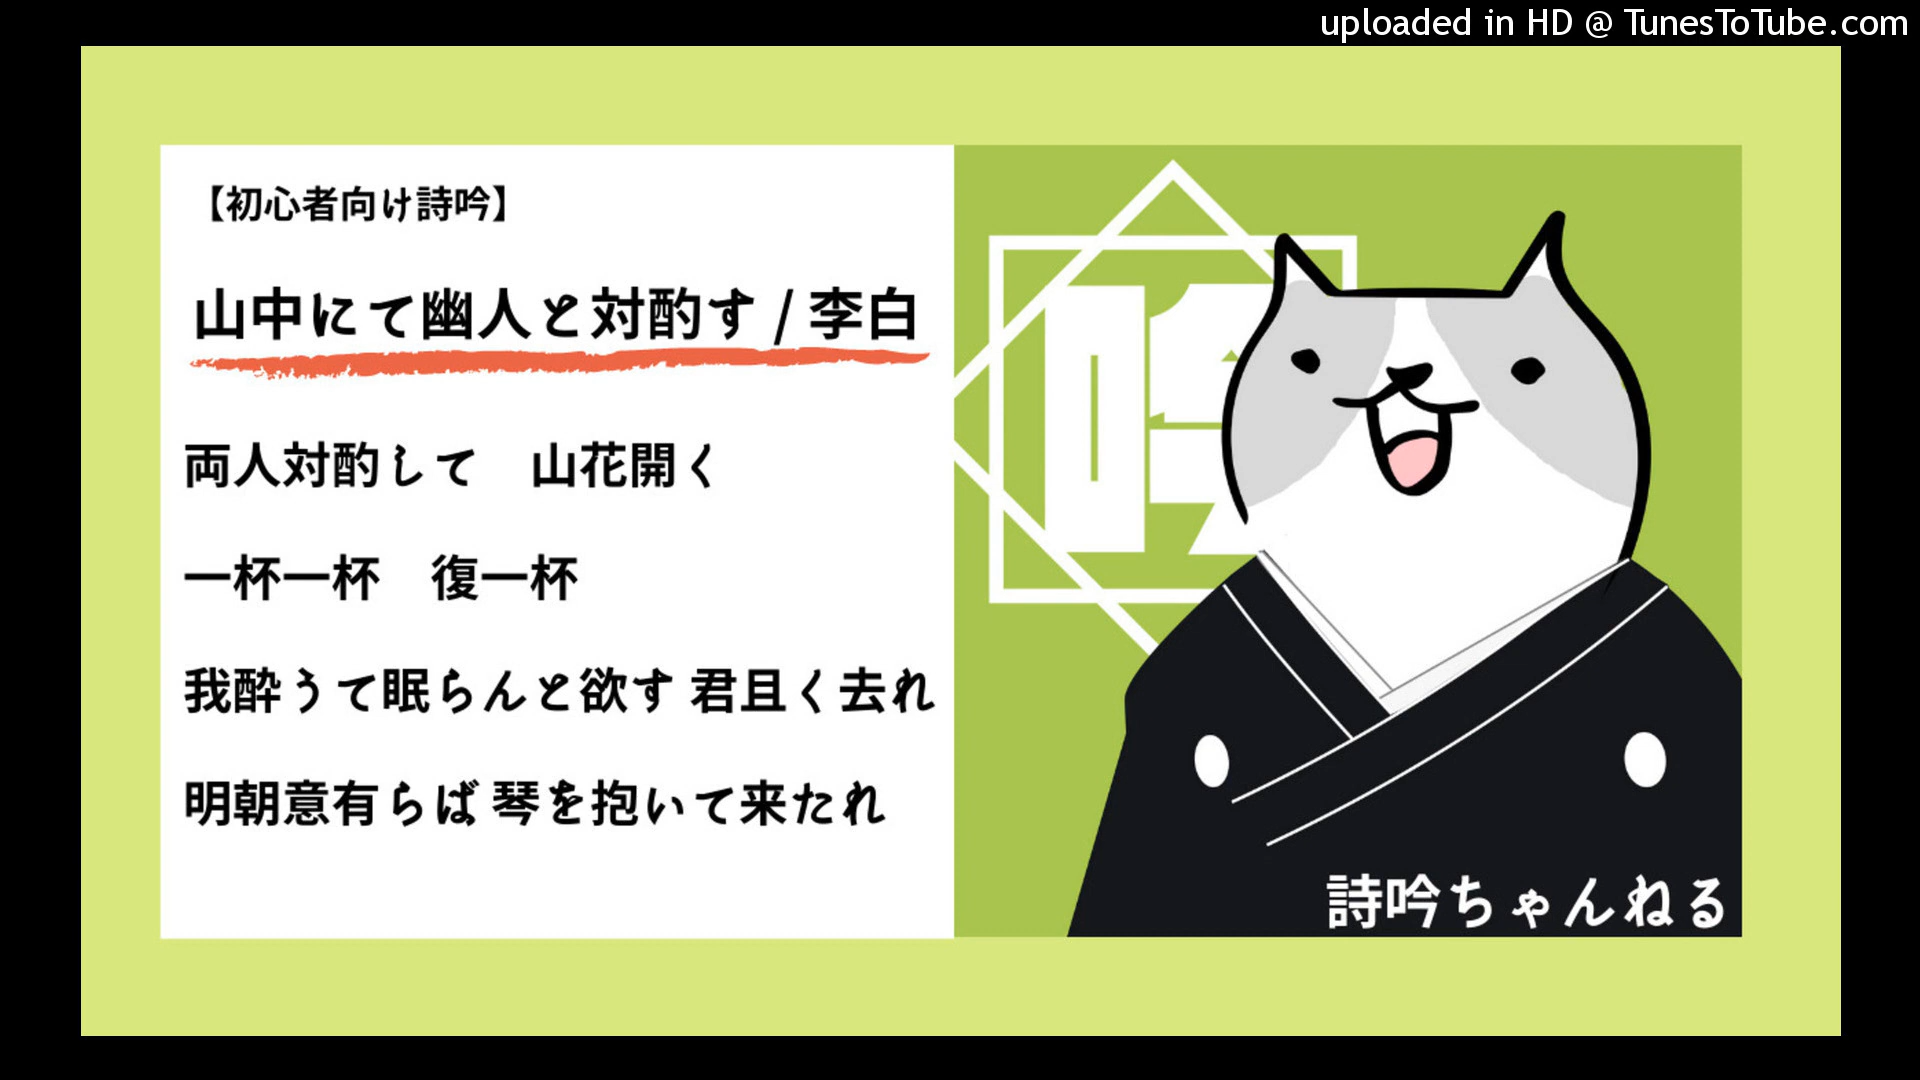 uploaded in HD @ TunesToTube.com
【初心者向け詩吟】
山中にて幽人と対酌す / 李白
両人対酌して　山花開く
一杯一杯　復一杯
我酔うて眠らんと欲す 君且く去れ
明朝意有らば 琴を抱いて来たれ
吟
詩吟ちゃんねる